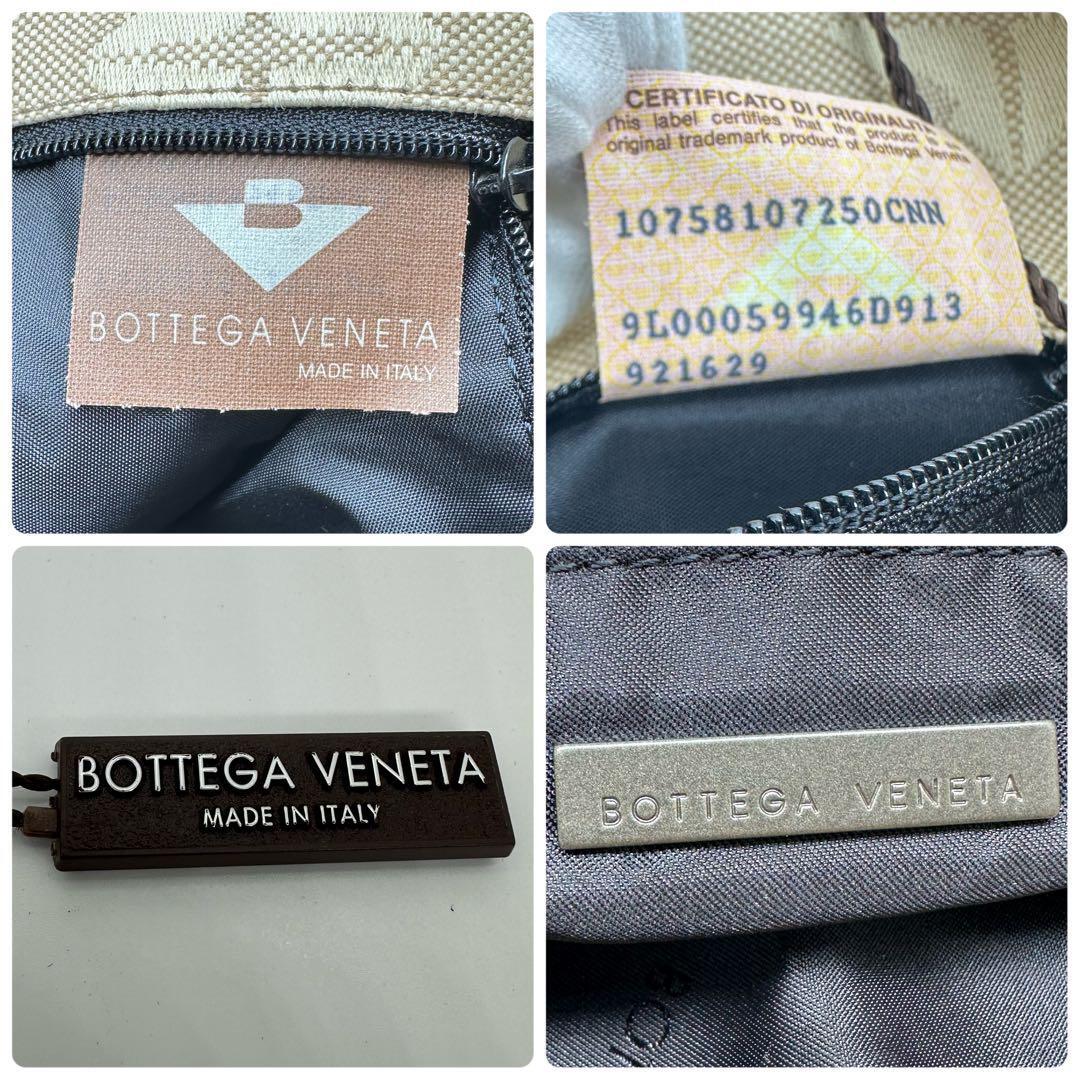 B
BOTTEGA VENETA
MADE IN ITALY
CERTIFICATO DI ORIGINALITA
This label certifies that the product is an
original trademark product of Bottega Veneta
10758107250CNN
9L00059946D913
921629
BOTTEGA VENETA
MADE IN ITALY
BOTTEGA VENETA